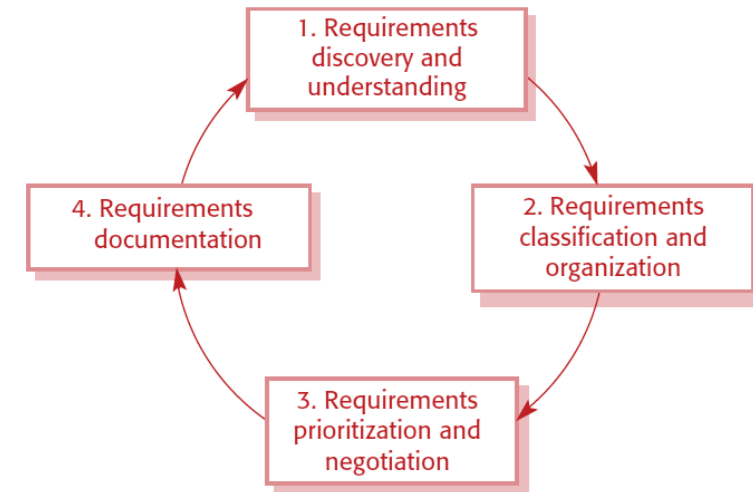 1. Requirements
discovery and
understanding
2. Requirements
classification and
organization
3. Requirements
prioritization and
negotiation
4. Requirements
documentation